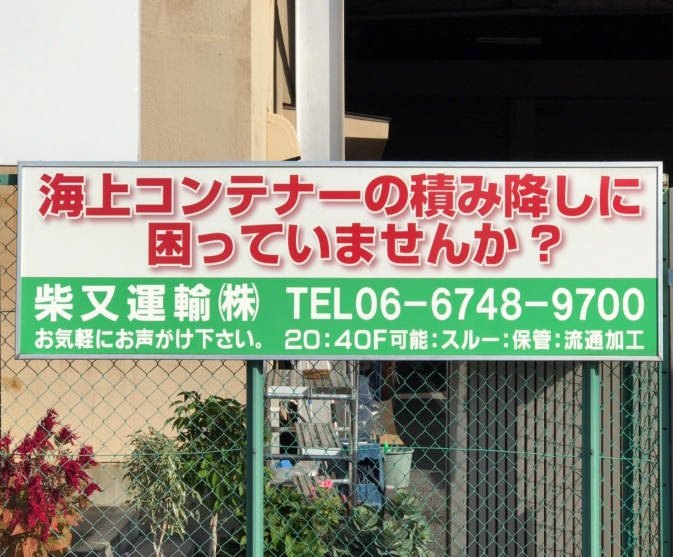 海上コンテナーの積み降しに
困っていませんか？
柴又運輸㈱ TEL06-6748-9700
お気軽にお声がけ下さい。 20:40F可能:スルー:保管:流通加工